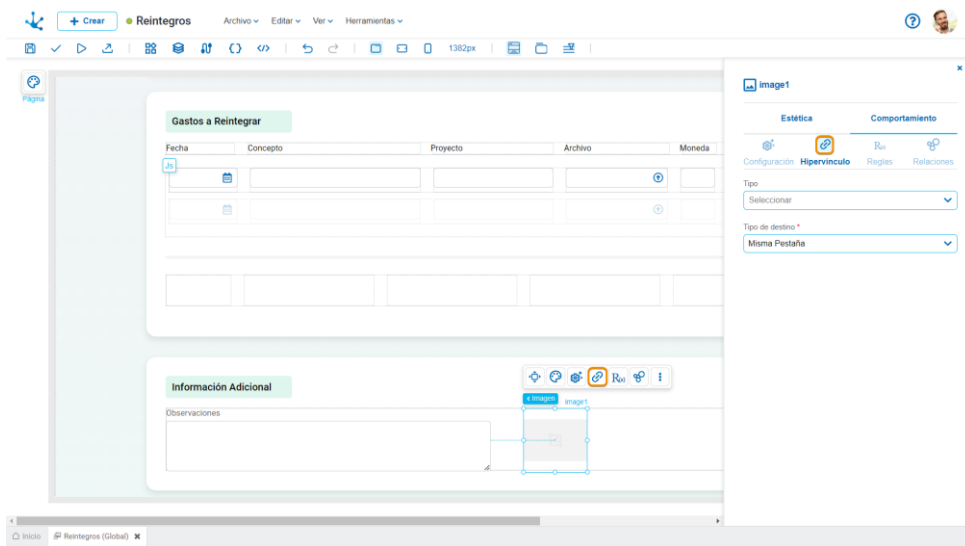 + Crear
Reintegros
Archivo Editar Ver Herramientas
1382px
Página
Gastos a Reintegrar
Fecha Concepto Proyecto Archivo Moneda
Js
Información Adicional
Observaciones
Imagen
image1
image1
Estética Comportamiento
Configuración Hipervínculo Reglas Relaciones
Tipo
Seleccionar
Tipo de destino *
Misma Pestaña
Inicio
Reintegros (Global)